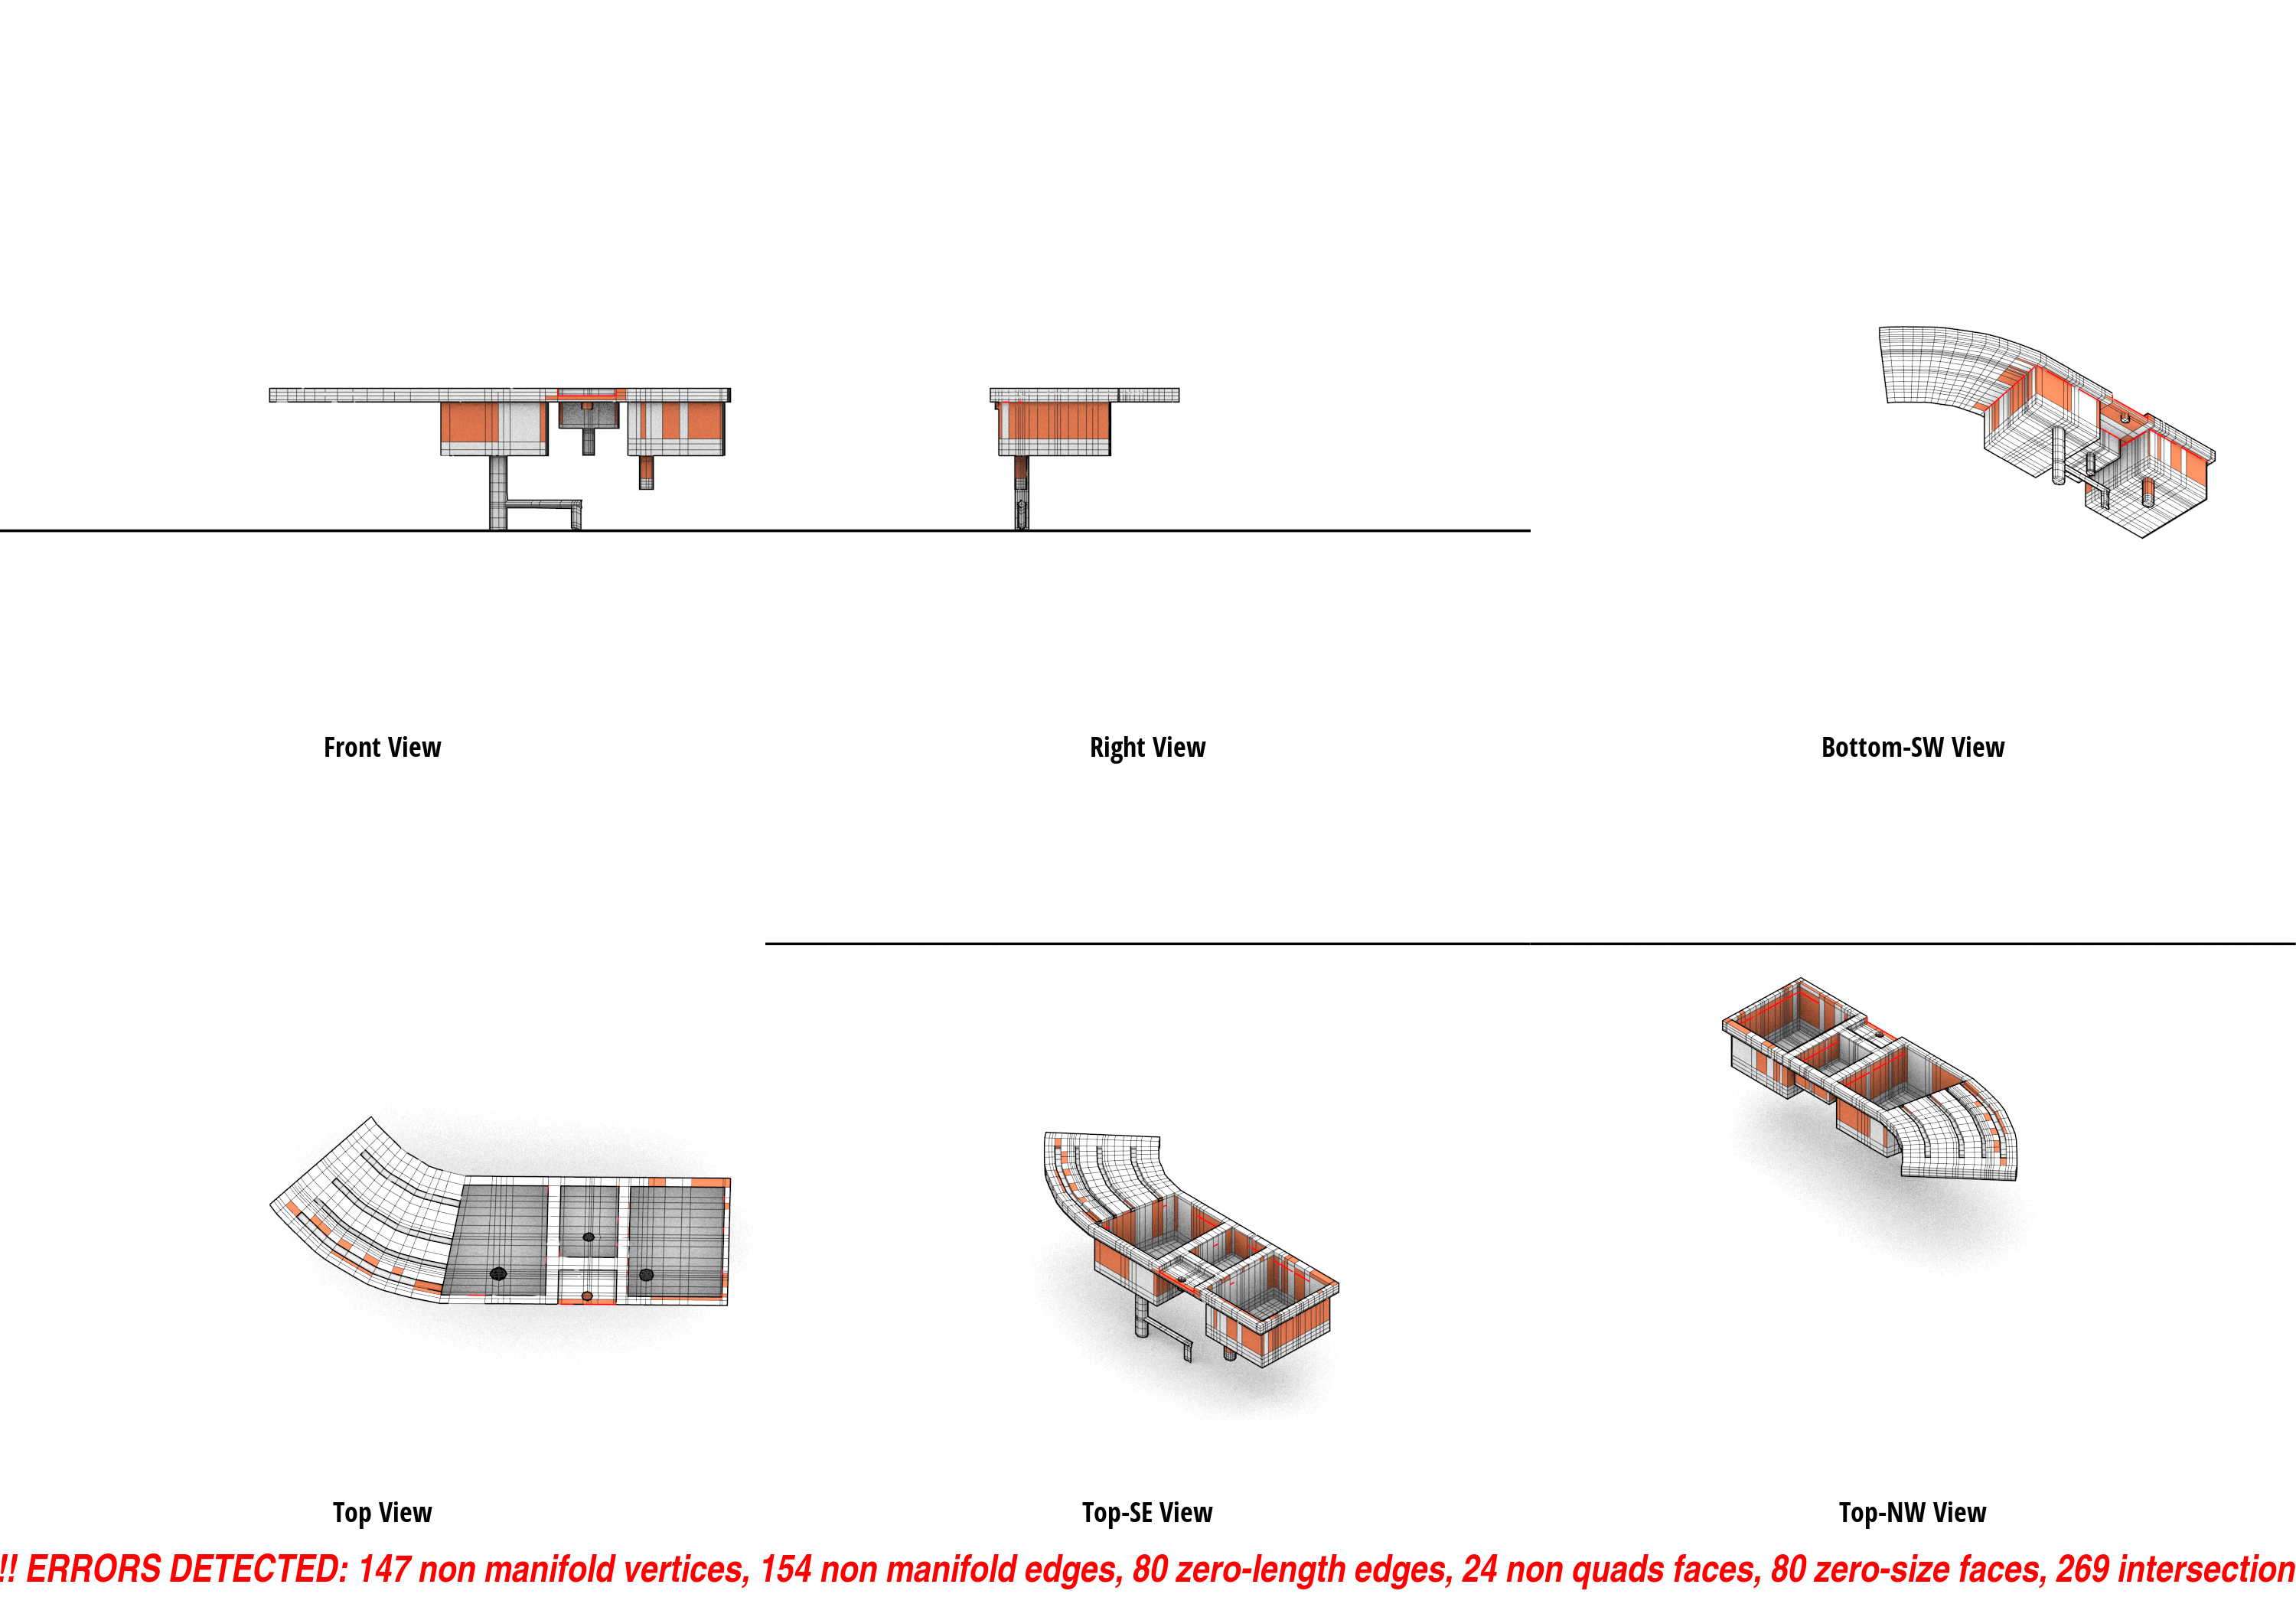 Front View
Right View
Bottom-SW View
Top View
Top-SE View
Top-NW View
!! ERRORS DETECTED: 147 non manifold vertices, 154 non manifold edges, 80 zero-length edges, 24 non quads faces, 80 zero-size faces, 269 intersection